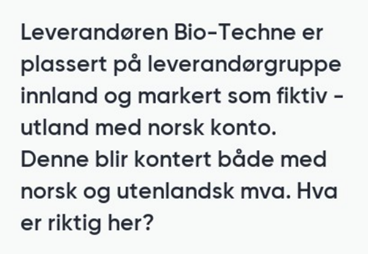 Leverandøren Bio-Techne er
plassert på leverandørgruppe
innland og markert som fiktiv -
utland med norsk konto.
Denne blir kontert både med
norsk og utenlandsk mva. Hva
er riktig her?